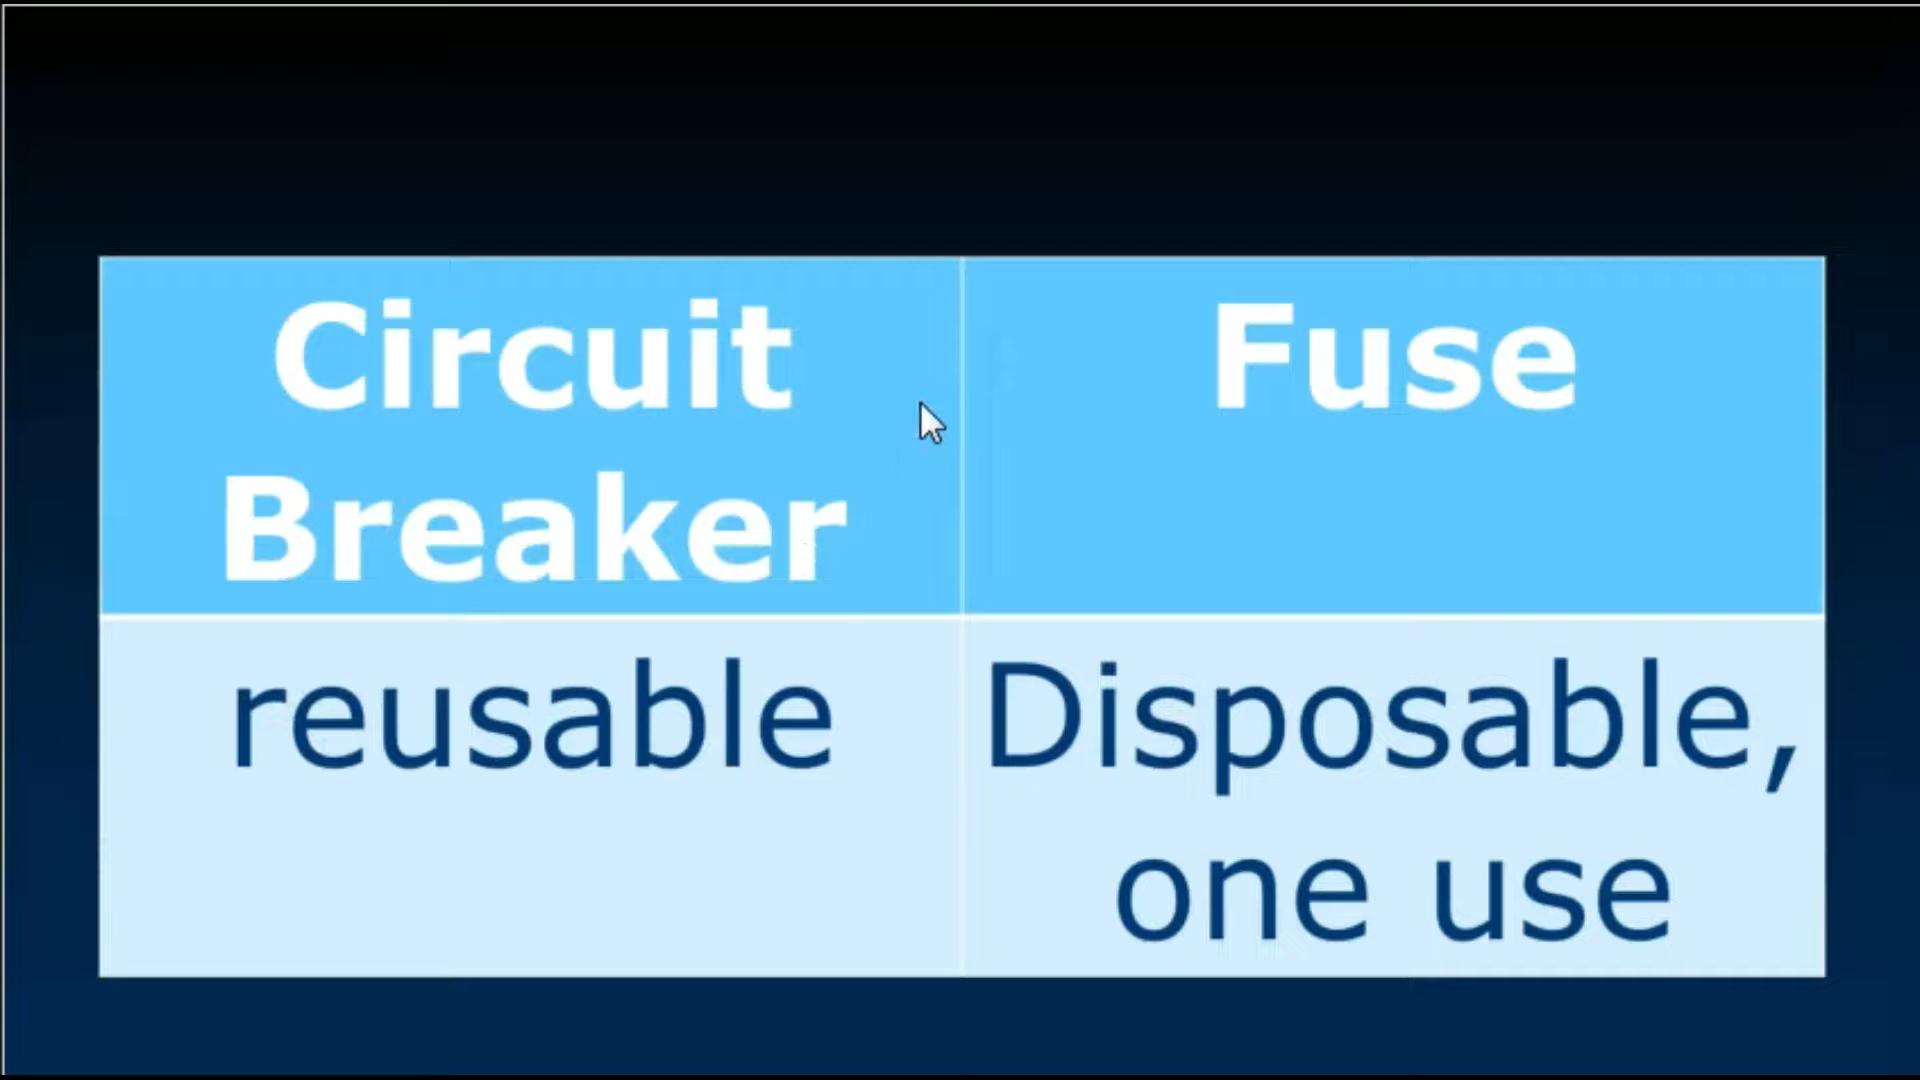 Circuit
Breaker
Fuse
reusable
Disposable,
one use